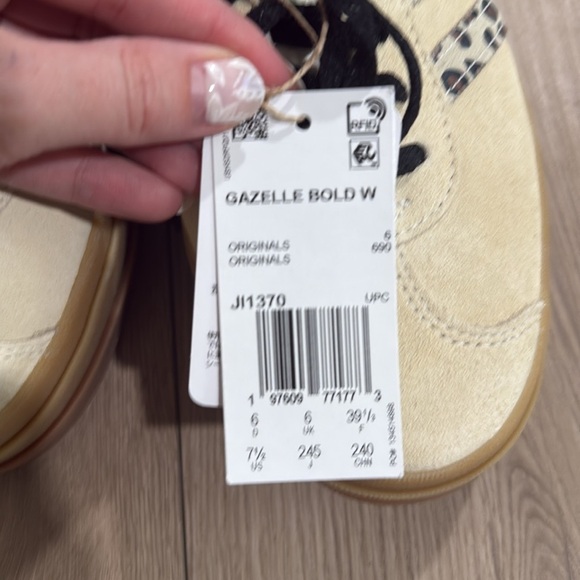 RFID
GAZELLE BOLD W
ORIGINALS 6
ORIGINALS 690
JI1370 UPC
1 97609 77177 3
6 6 39⅓
D UK F
7½ 245 240
US J CHN